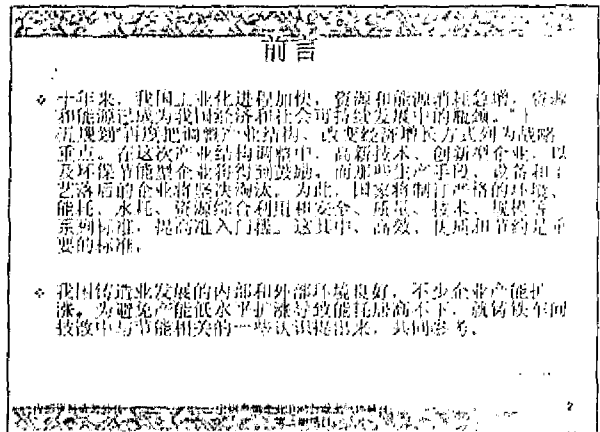 前言
❖ 十年来，我国工业化进程加快，资源和能源消耗急增，资源
和能源已成为我国经济和社会可持续发展中的瓶颈。"十
五规划"再度把调整产业结构、改变经济增长方式列为战略
重点。在这次产业结构调整中，高新技术、创新型企业，以
及环保节能型企业将得到鼓励，而那些生产手段、设备和工
艺落后的企业将坚决淘汰，为此，国家将制订严格的环境、
能耗、水耗、资源综合利用和安全、质量、技术、规模等
系列标准，提高准入门槛。这其中，高效、优质和节约是重
要的标准。
❖ 我国铸造业发展的内部和外部环境良好，不少企业产能扩
涨。为避免产能低水平扩涨导致能耗居高不下，就铸铁车间
技改中与节能相关的一些认识提出来，共同参考。
2